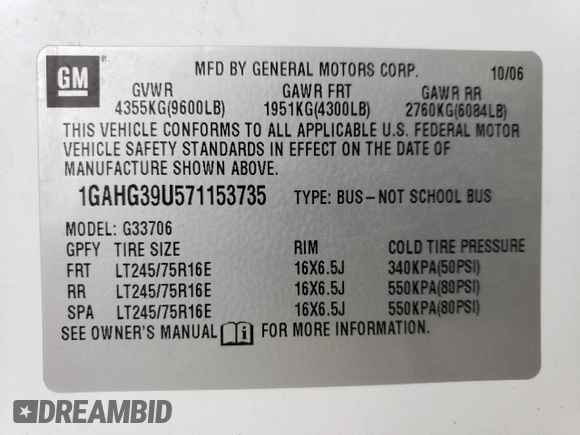 GM
MFD BY GENERAL MOTORS CORP. 10/06
GVWR GAWR FRT GAWR RR
4355KG(9600LB) 1951KG(4300LB) 2760KG(6084LB)
THIS VEHICLE CONFORMS TO ALL APPLICABLE U.S. FEDERAL MOTOR
VEHICLE SAFETY STANDARDS IN EFFECT ON THE DATE OF
MANUFACTURE SHOWN ABOVE.
1GAHG39U571153735 TYPE: BUS–NOT SCHOOL BUS
MODEL: G33706
GPFY TIRE SIZE RIM COLD TIRE PRESSURE
FRT LT245/75R16E 16X6.5J 340KPA(50PSI)
RR LT245/75R16E 16X6.5J 550KPA(80PSI)
SPA LT245/75R16E 16X6.5J 550KPA(80PSI)
SEE OWNER'S MANUAL FOR MORE INFORMATION.
DREAMBID